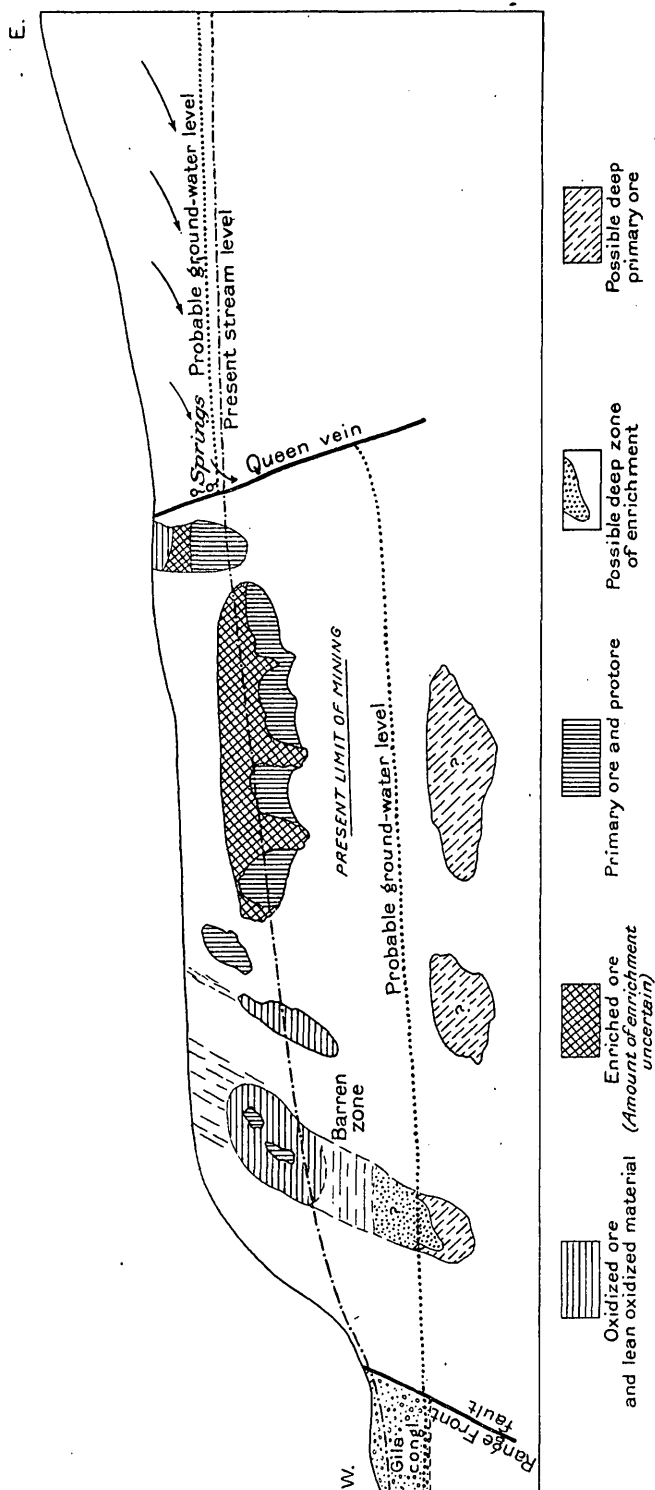 W.
E.
Springs
Probable ground-water level
Present stream level
Queen vein
PRESENT LIMIT OF MINING
Probable ground-water level
Barren
zone
?
?
?
Gila
congl.
Range Front
fault
Oxidized ore
and lean oxidized material
Enriched ore
(Amount of enrichment
uncertain)
Primary ore and protore
Possible deep zone
of enrichment
Possible deep
primary ore